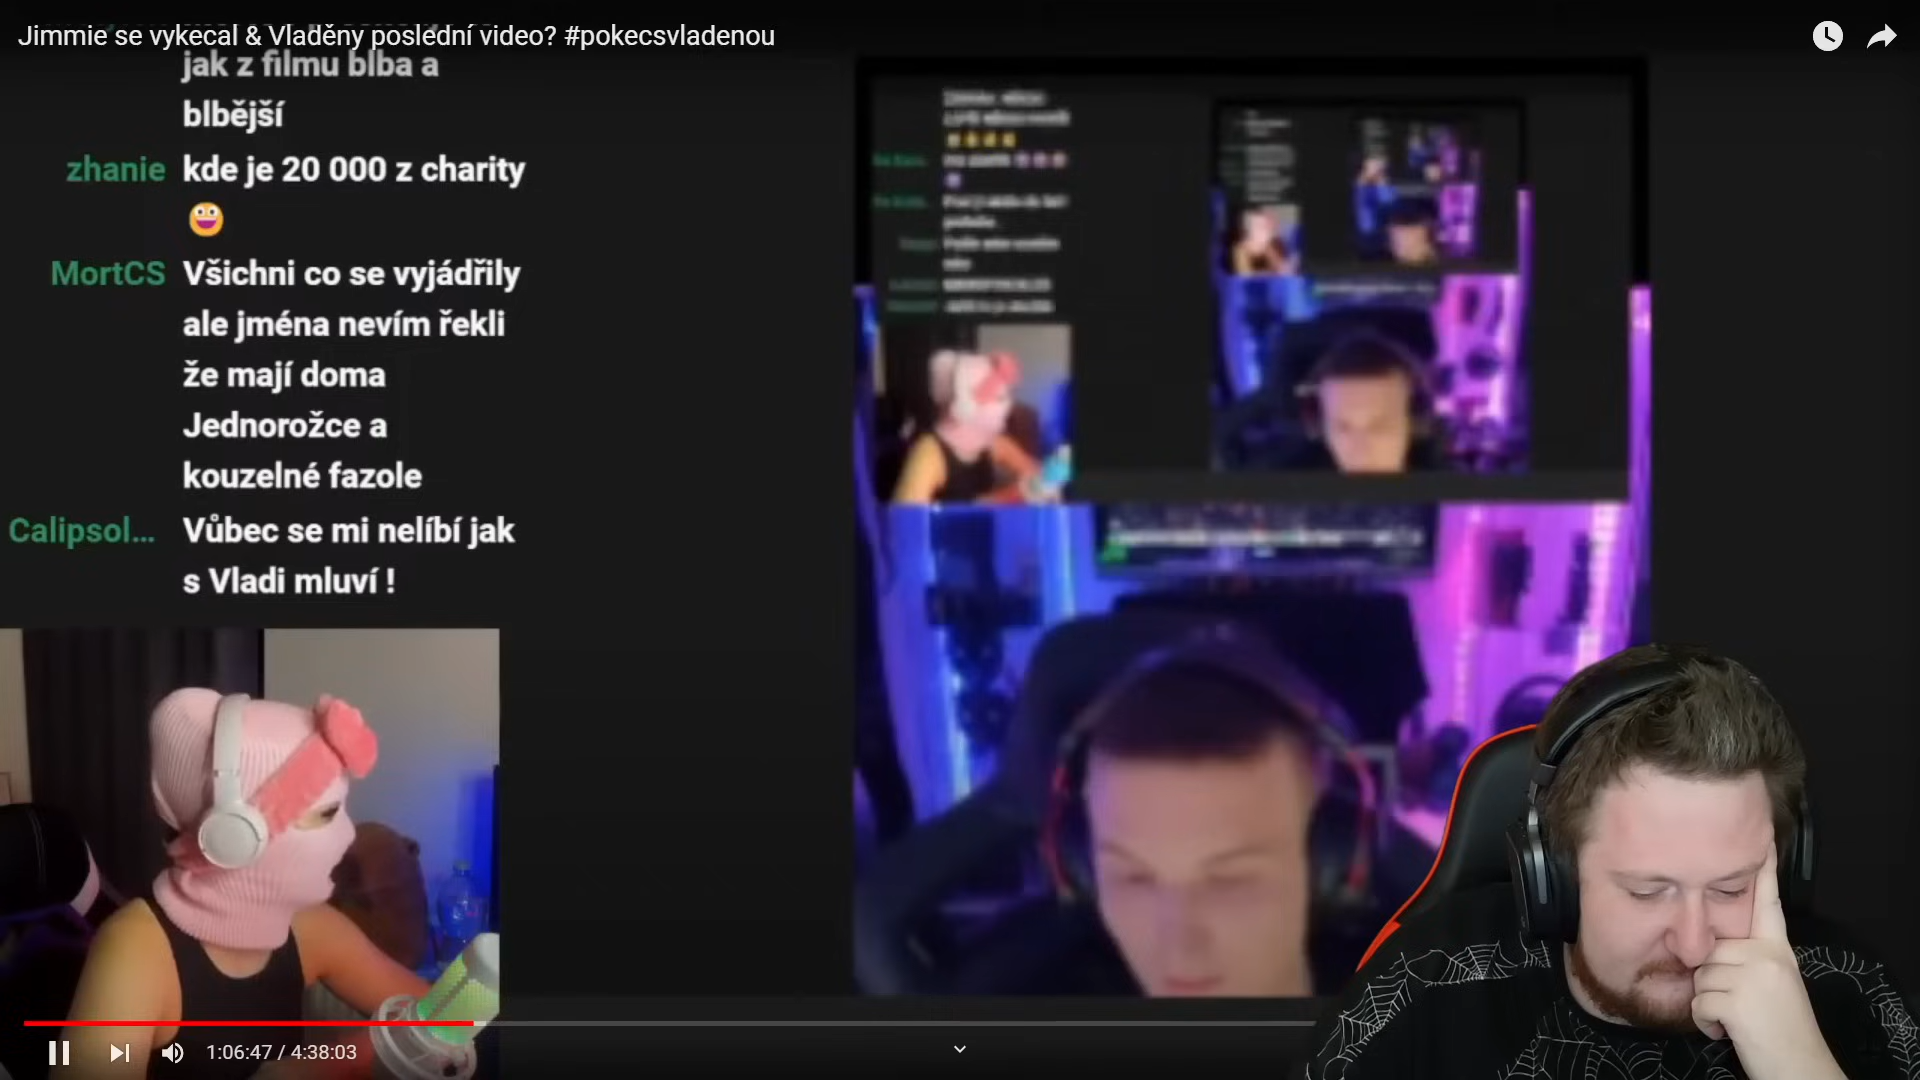 Jimmie se vykecal & Vladěny poslední video? #pokecsvladenou
jak z filmu blba a
blbější
zhanie kde je 20 000 z charity
😀
MortCS Všichni co se vyjádřily
ale jména nevím řekli
že mají doma
Jednorožce a
kouzelné fazole
Calipsol... Vůbec se mi nelíbí jak
s Vladi mluví !
1:06:47 / 4:38:03